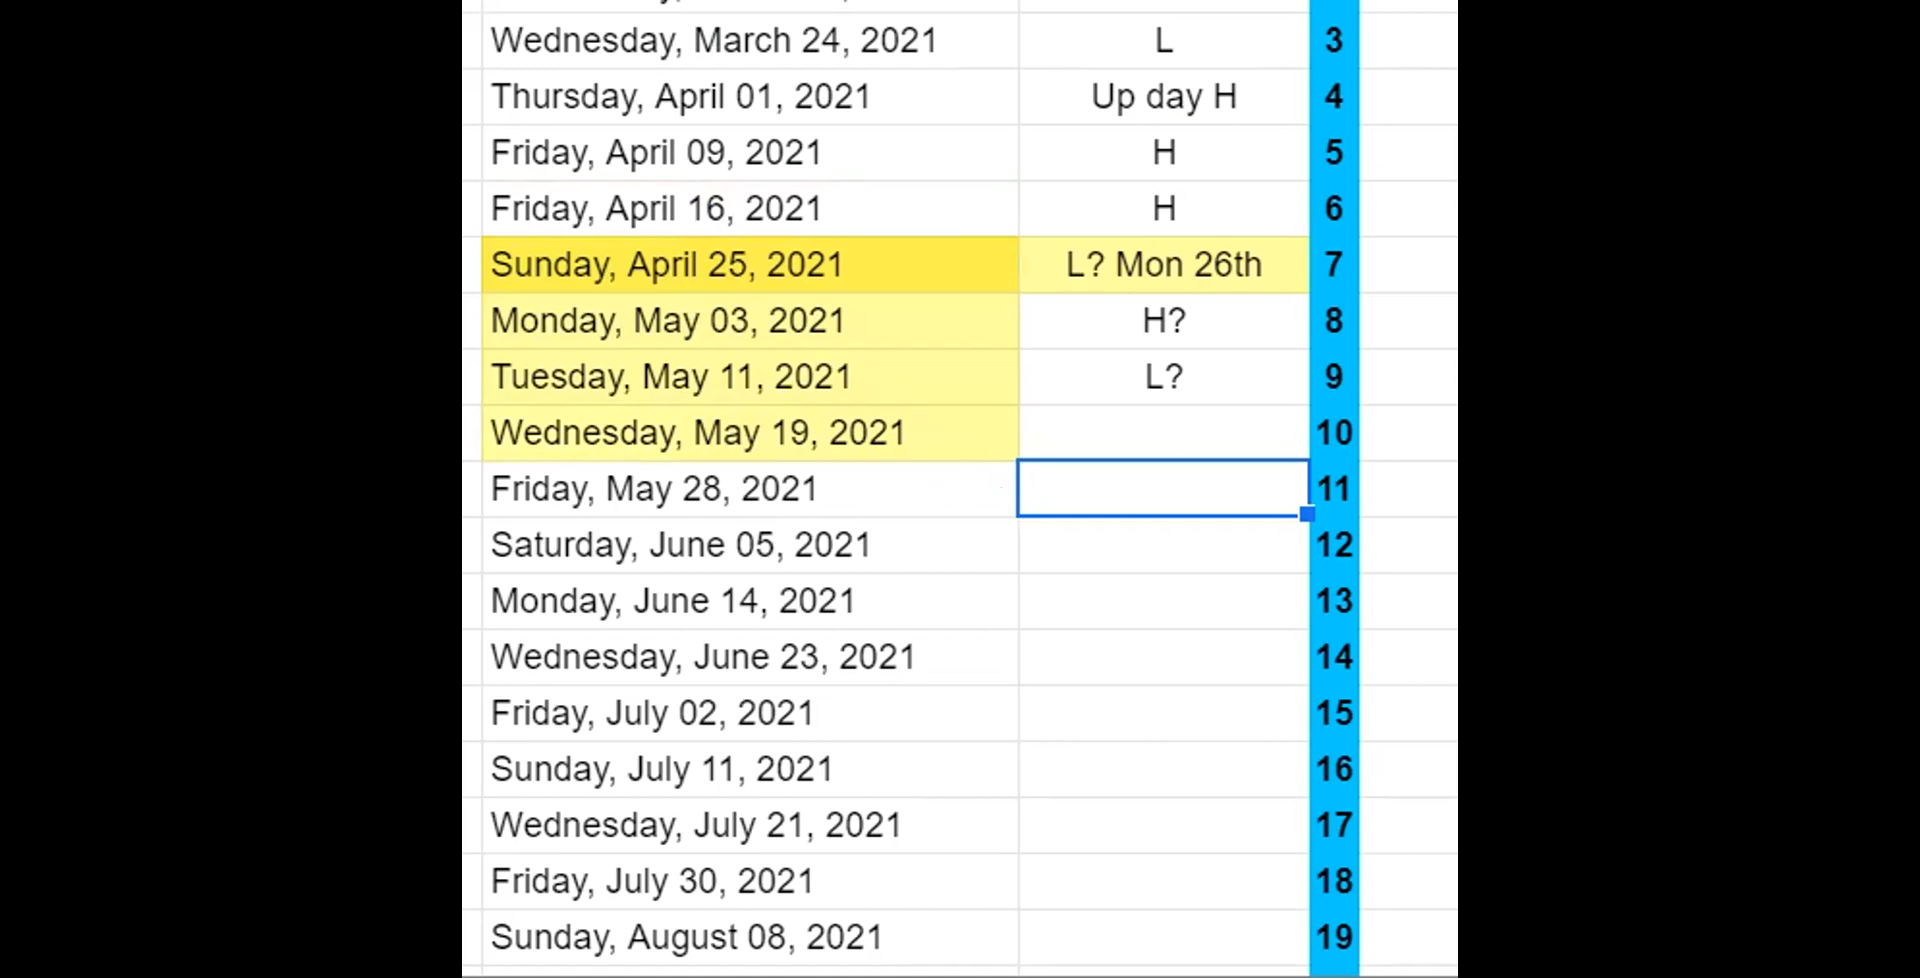 Wednesday, March 24, 2021 L 3
Thursday, April 01, 2021 Up day H 4
Friday, April 09, 2021 H 5
Friday, April 16, 2021 H 6
Sunday, April 25, 2021 L? Mon 26th 7
Monday, May 03, 2021 H? 8
Tuesday, May 11, 2021 L? 9
Wednesday, May 19, 2021 10
Friday, May 28, 2021 11
Saturday, June 05, 2021 12
Monday, June 14, 2021 13
Wednesday, June 23, 2021 14
Friday, July 02, 2021 15
Sunday, July 11, 2021 16
Wednesday, July 21, 2021 17
Friday, July 30, 2021 18
Sunday, August 08, 2021 19